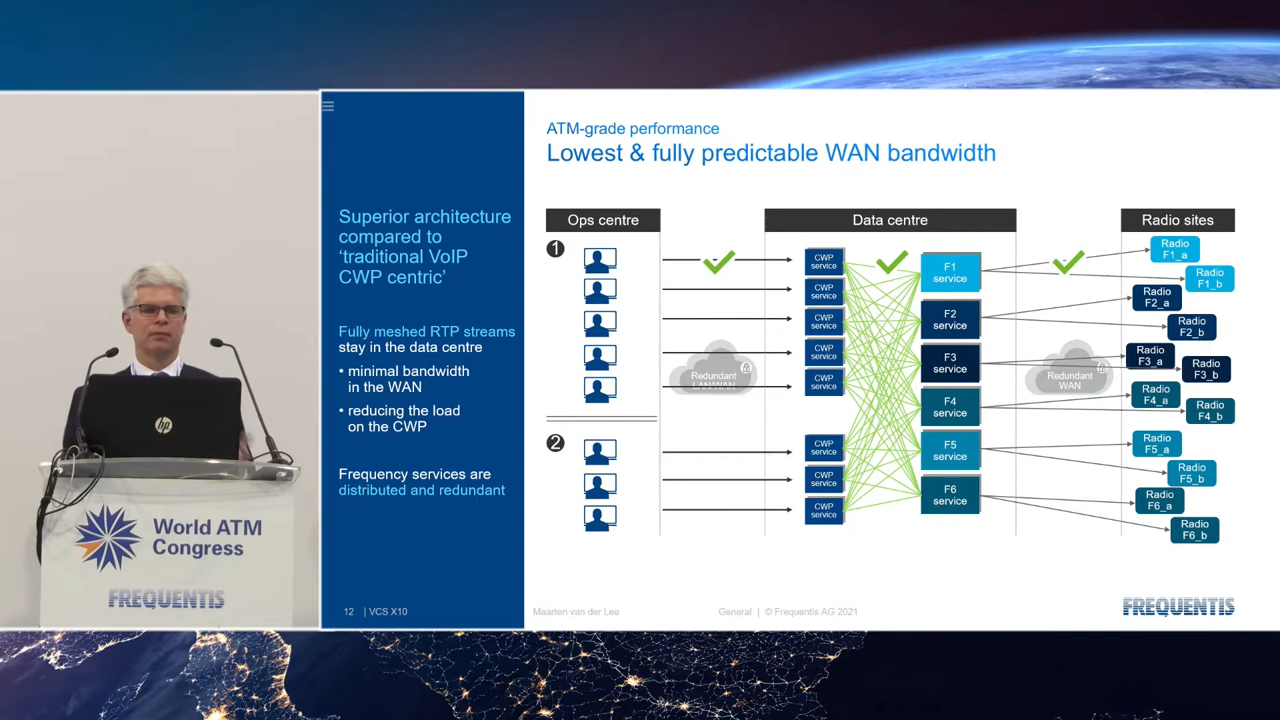 hp
World ATM
Congress
FREQUENTIS
Superior architecture
compared to
‘traditional VoIP
CWP centric’
Fully meshed RTP streams
stay in the data centre
• minimal bandwidth
in the WAN
• reducing the load
on the CWP
Frequency services are
distributed and redundant
12 | VCS X10
ATM-grade performance
Lowest & fully predictable WAN bandwidth
Ops centre
Data centre
Radio sites
1
2
Redundant
LAN/WAN
CWP
service
CWP
service
CWP
service
CWP
service
CWP
service
CWP
service
CWP
service
CWP
service
F1
service
F2
service
F3
service
F4
service
F5
service
F6
service
Redundant
WAN
Radio
F1_a
Radio
F1_b
Radio
F2_a
Radio
F2_b
Radio
F3_a
Radio
F3_b
Radio
F4_a
Radio
F4_b
Radio
F5_a
Radio
F5_b
Radio
F6_a
Radio
F6_b
Maarten van der Lee
General | © Frequentis AG 2021
FREQUENTIS